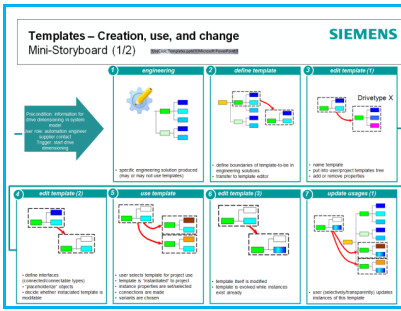 Templates – Creation, use, and change
SIEMENS
Mini-Storyboard (1/2)
Precondition: information for
drive dimensioning in system
model
user role: automation engineer
supplier contact
Trigger: start drive
dimensioning
1 engineering
• specific engineering solution produced
(may or may not use templates)
2 define template
• define boundaries of template-to-be in
engineering solutions
• transfer to template editor
3 edit template (1)
Drivetype X
• name template
• put into user/project templates tree
• add or remove properties
4 edit template (2)
• define interfaces
(connected/connectable types)
• "placeholderize" objects
• decide whether instaciated template is
modifiable
5 use template
• user selects template for project use
• template is "instantiated" to project
• instance properties are set/overriden
• connections are made
• variants are chosen
6 edit template (3)
• template itself is modified
• template is evolved while instances
exist already
7 update usages (1)
• user (selectively/transparently) updates
instances of this template